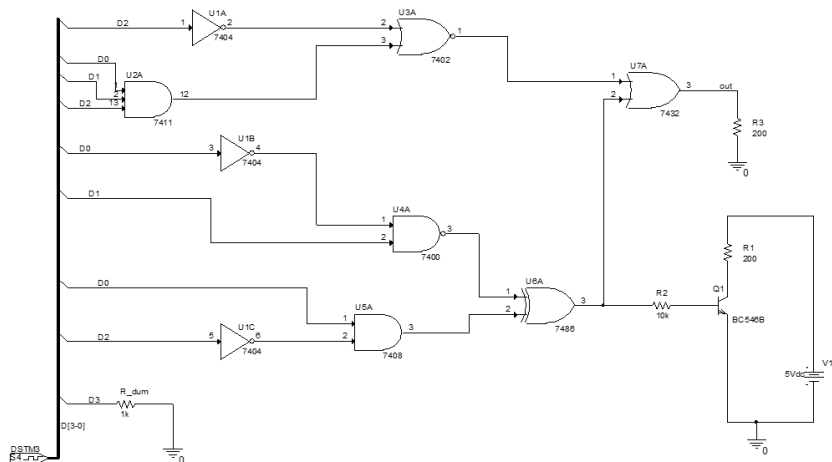 U1A
D2 1 2
7404
U3A
2
3
1
7402
D0
D1
D2
U2A
1
2
13
12
7411
U7A
1
2
3 out
7432
R3
200
0
D0 3 4
U1B
7404
D1
U4A
1
2
3
7400
D0
U5A
1
2
3
7408
D2 5 6
U1C
7404
U6A
1
2
3
7486
R2
10k
Q1
BC546B
R1
200
V1
5Vdc
0
D3 R_dum
1k
0
D[3-0]
DSTM3
S4